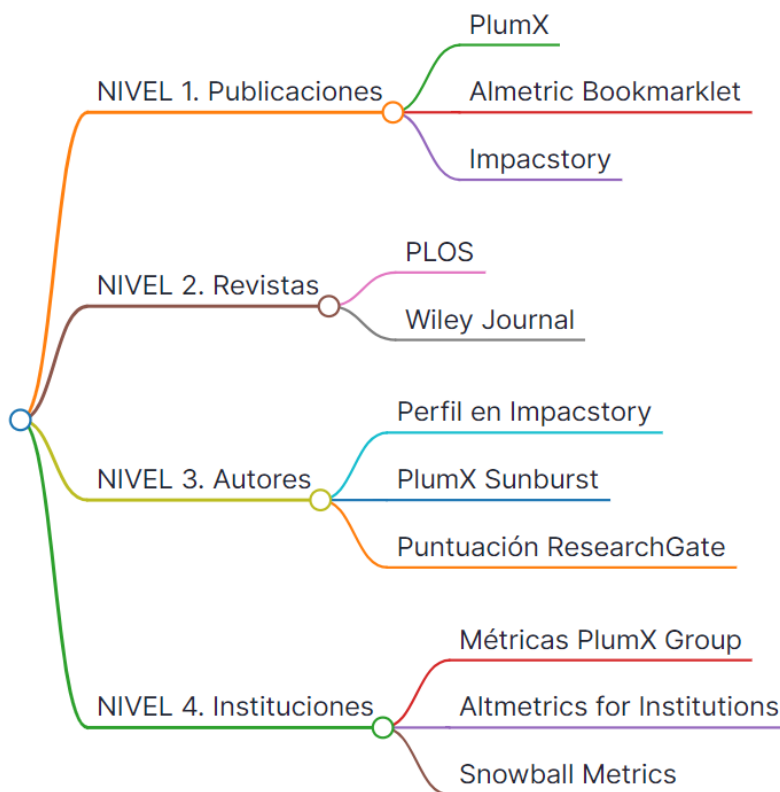 NIVEL 1. Publicaciones
PlumX
Almetric Bookmarklet
Impacstory
NIVEL 2. Revistas
PLOS
Wiley Journal
NIVEL 3. Autores
Perfil en Impacstory
PlumX Sunburst
Puntuación ResearchGate
NIVEL 4. Instituciones
Métricas PlumX Group
Altmetrics for Institutions
Snowball Metrics